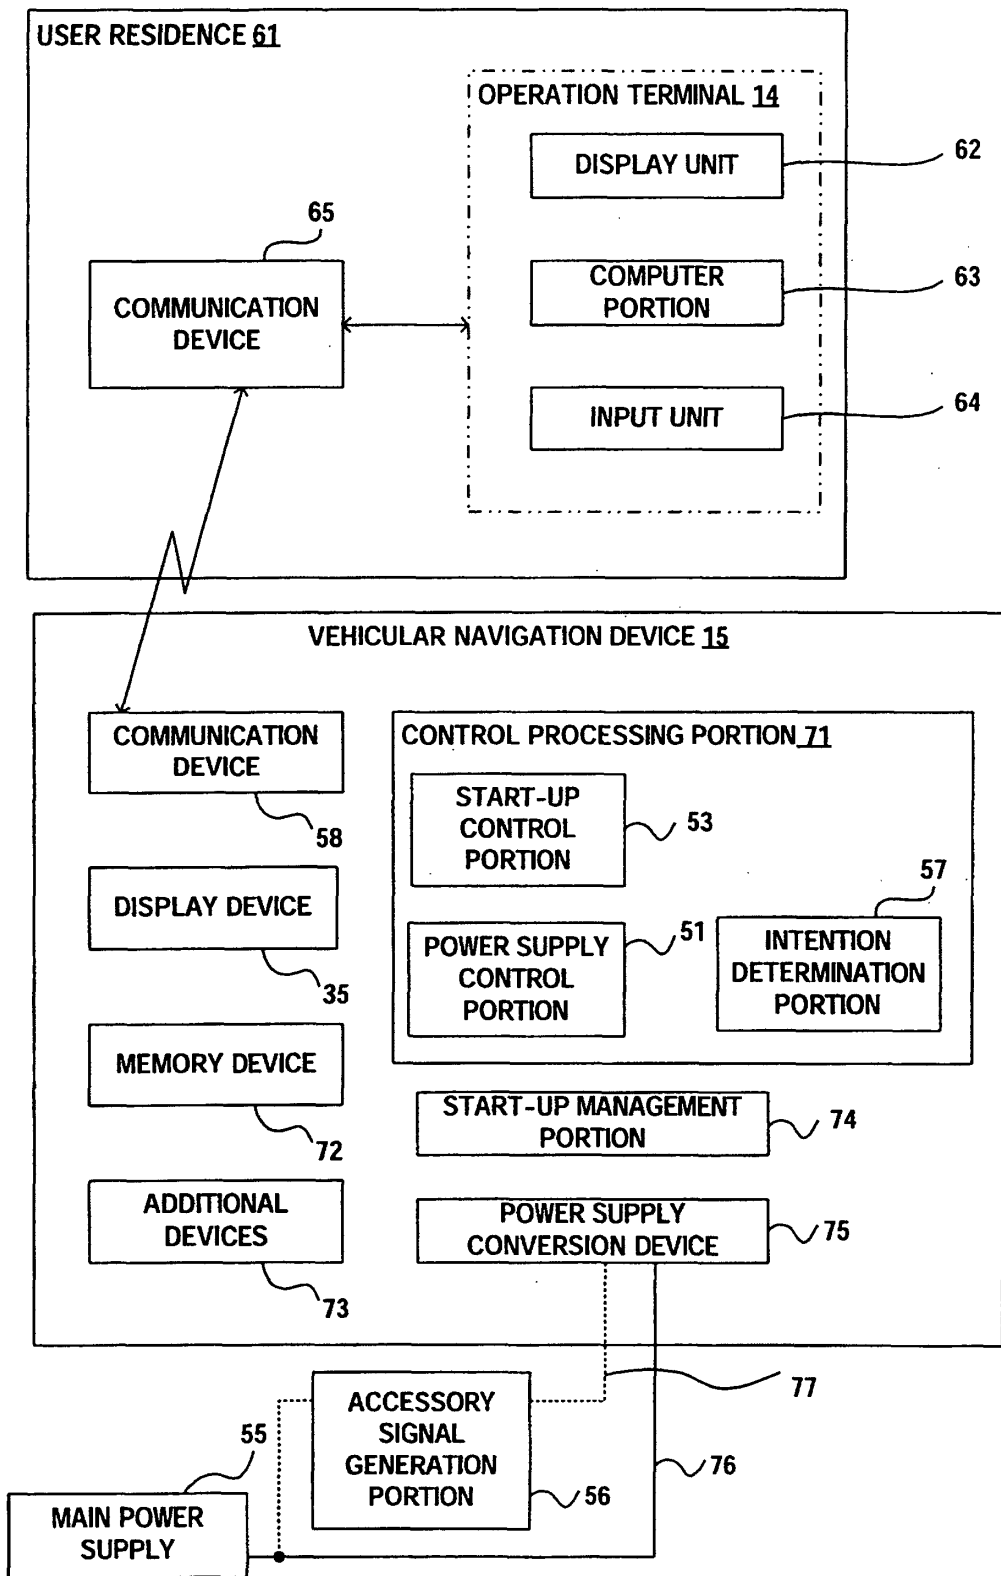 USER RESIDENCE 61
OPERATION TERMINAL 14
DISPLAY UNIT
62
65
COMMUNICATION
DEVICE
COMPUTER
PORTION
63
INPUT UNIT
64
VEHICULAR NAVIGATION DEVICE 15
COMMUNICATION
DEVICE
58
CONTROL PROCESSING PORTION 71
START-UP
CONTROL
PORTION
53
DISPLAY DEVICE
35
POWER SUPPLY
CONTROL
PORTION
51
57
INTENTION
DETERMINATION
PORTION
MEMORY DEVICE
72
START-UP MANAGEMENT
PORTION
74
ADDITIONAL
DEVICES
73
POWER SUPPLY
CONVERSION DEVICE
75
77
ACCESSORY
SIGNAL
GENERATION
PORTION
56
76
55
MAIN POWER
SUPPLY